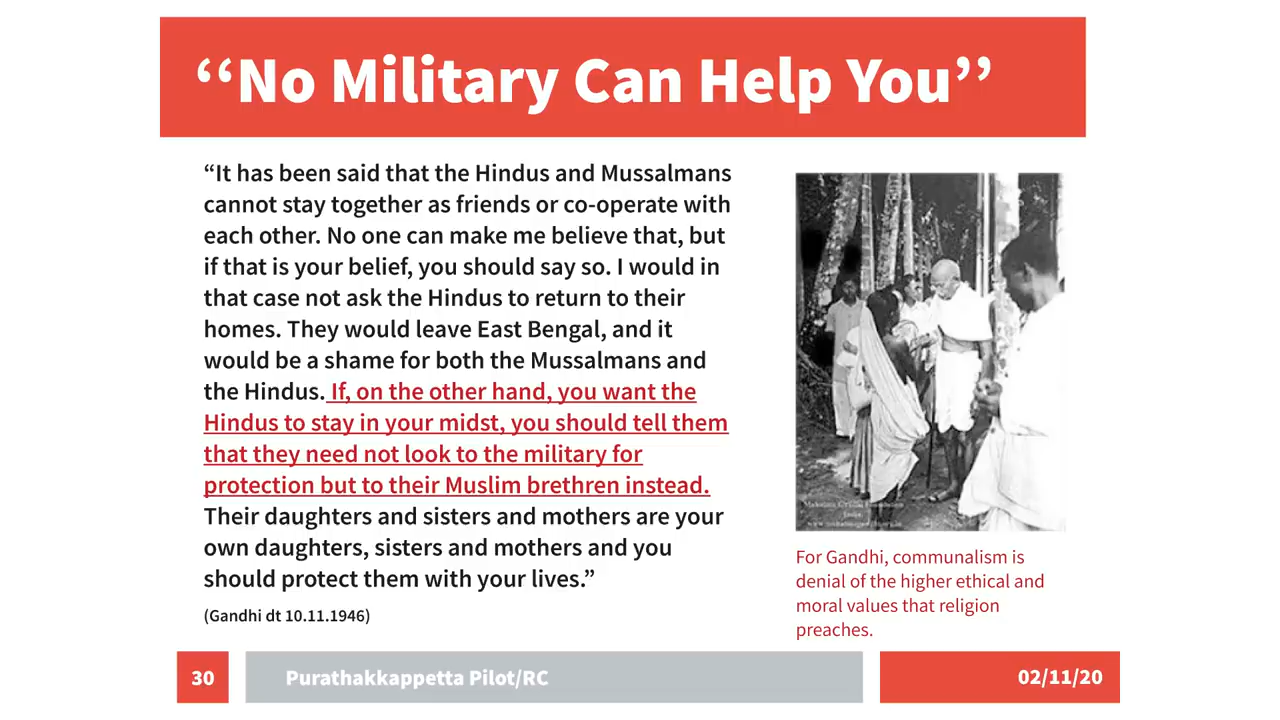 ‘‘No Military Can Help You’’
“It has been said that the Hindus and Mussalmans
cannot stay together as friends or co-operate with
each other. No one can make me believe that, but
if that is your belief, you should say so. I would in
that case not ask the Hindus to return to their
homes. They would leave East Bengal, and it
would be a shame for both the Mussalmans and
the Hindus. If, on the other hand, you want the
Hindus to stay in your midst, you should tell them
that they need not look to the military for
protection but to their Muslim brethren instead.
Their daughters and sisters and mothers are your
own daughters, sisters and mothers and you
should protect them with your lives.”
(Gandhi dt 10.11.1946)
For Gandhi, communalism is
denial of the higher ethical and
moral values that religion
preaches.
30
Purathakkappetta Pilot/RC
02/11/20